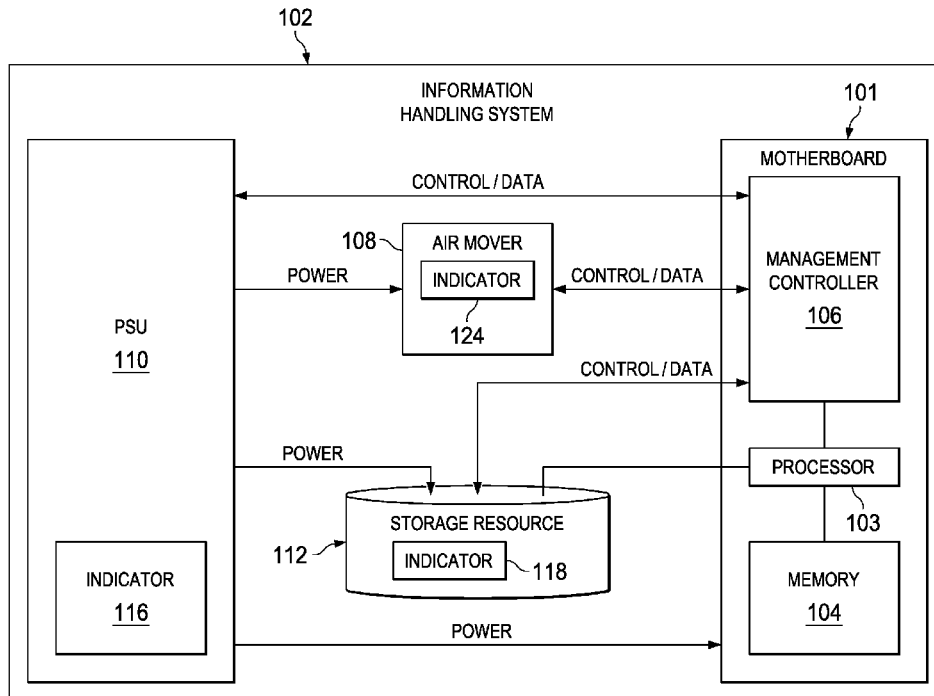 102
INFORMATION
HANDLING SYSTEM
101
MOTHERBOARD
CONTROL / DATA
108
AIR MOVER
INDICATOR
124
POWER
CONTROL / DATA
MANAGEMENT
CONTROLLER
106
PSU
110
CONTROL / DATA
POWER
PROCESSOR
103
STORAGE RESOURCE
112
INDICATOR
118
INDICATOR
116
MEMORY
104
POWER